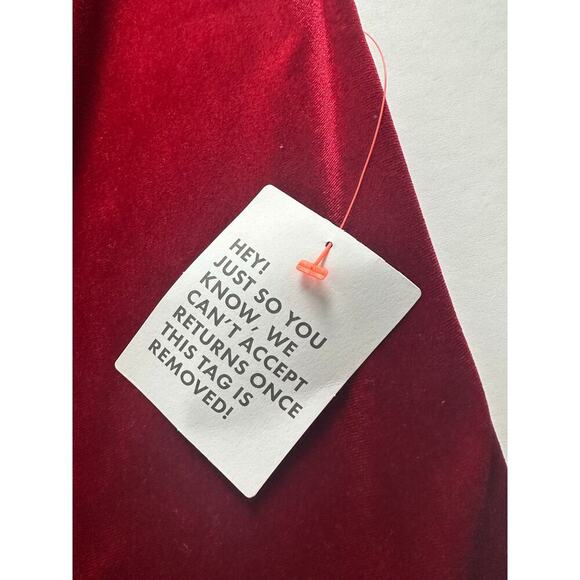 HEY!
JUST SO YOU
KNOW, WE
CAN'T ACCEPT
RETURNS ONCE
THIS TAG IS
REMOVED!